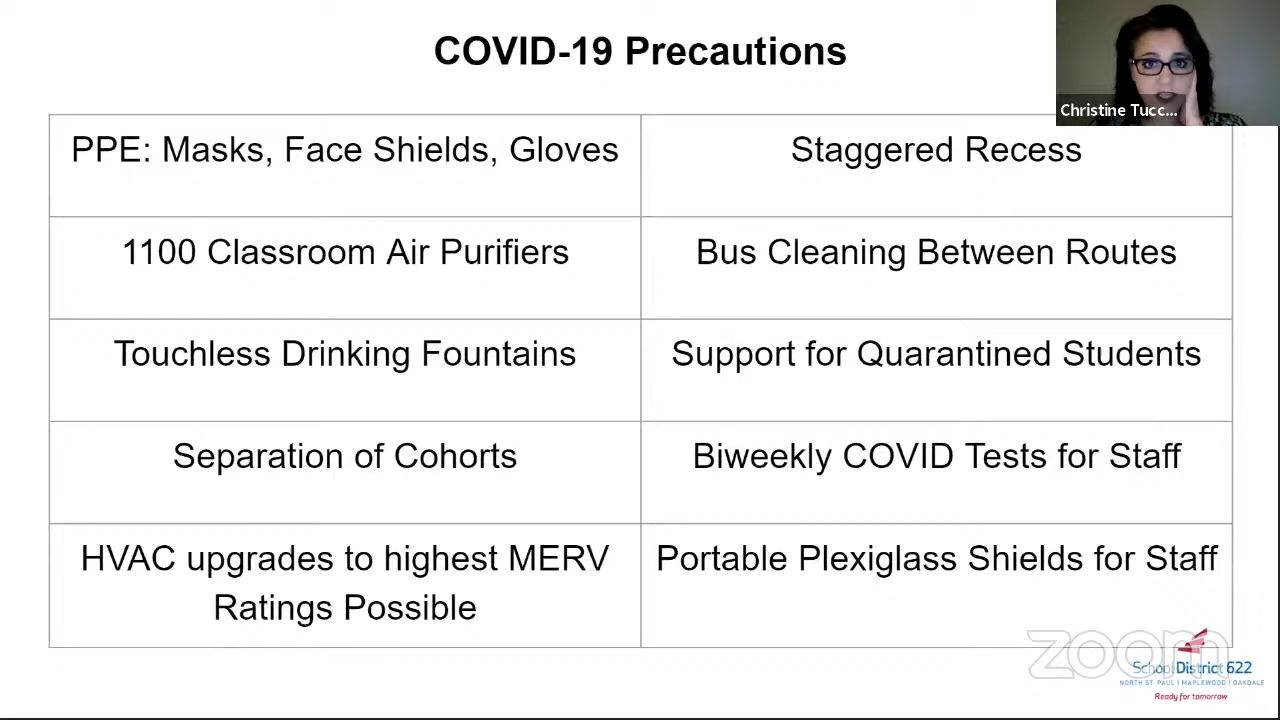 COVID-19 Precautions
Christine Tucc...
PPE: Masks, Face Shields, Gloves
Staggered Recess
1100 Classroom Air Purifiers
Bus Cleaning Between Routes
Touchless Drinking Fountains
Support for Quarantined Students
Separation of Cohorts
Biweekly COVID Tests for Staff
HVAC upgrades to highest MERV
Ratings Possible
Portable Plexiglass Shields for Staff
zoom
School District 622
NORTH ST. PAUL | MAPLEWOOD | OAKDALE
Ready for tomorrow